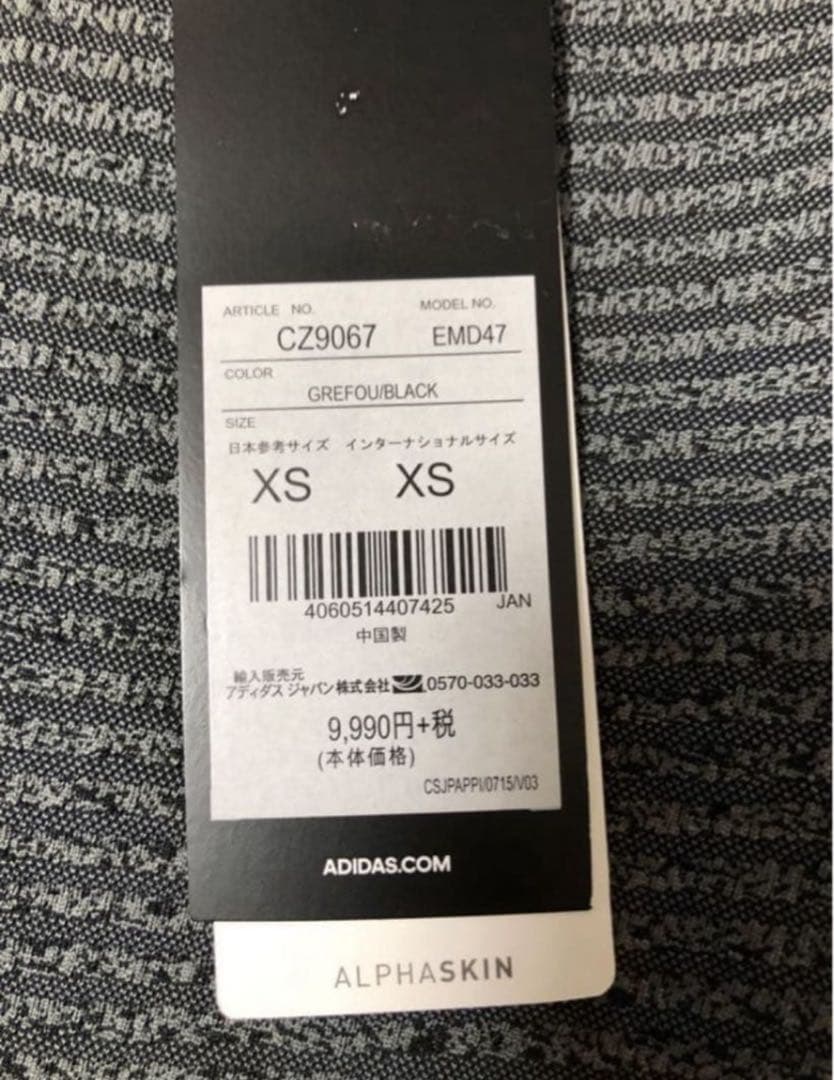 ARTICLE NO. MODEL NO.
CZ9067 EMD47
COLOR
GREFOU/BLACK
SIZE
日本参考サイズ インターナショナルサイズ
XS XS
4060514407425 JAN
中国製
輸入販売元
アディダス ジャパン株式会社 0570-033-033
9,990円+税
(本体価格)
CSJPAPPI/0715/V03
ADIDAS.COM
ALPHASKIN